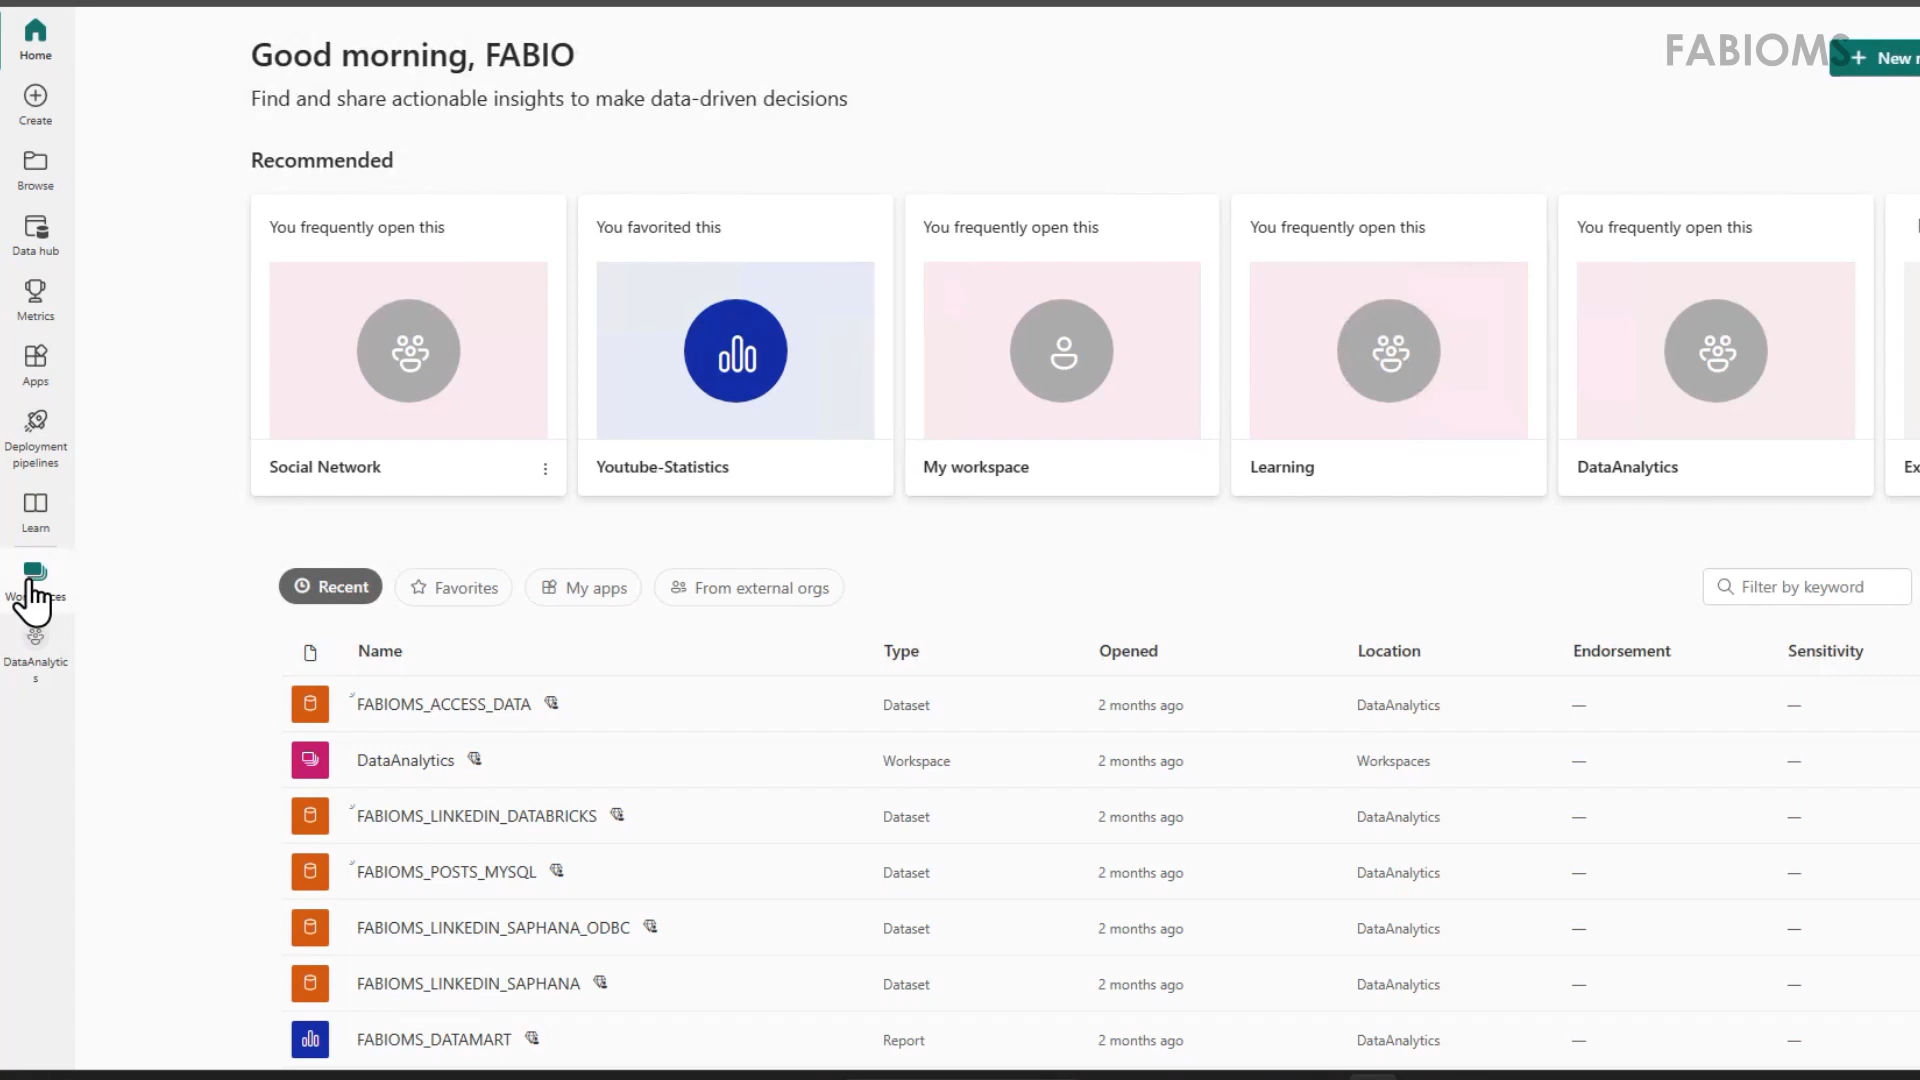 Home
Create
Browse
Data hub
Metrics
Apps
Deployment
pipelines
Learn
DataAnalytic
s
Good morning, FABIO
Find and share actionable insights to make data-driven decisions
FABIOMS
+ New
Recommended
You frequently open this
You favorited this
You frequently open this
You frequently open this
You frequently open this
Social Network
Youtube-Statistics
My workspace
Learning
DataAnalytics
Ex
Recent
Favorites
My apps
From external orgs
Filter by keyword
Name Type Opened Location Endorsement Sensitivity
FABIOMS_ACCESS_DATA Dataset 2 months ago DataAnalytics — —
DataAnalytics Workspace 2 months ago Workspaces — —
FABIOMS_LINKEDIN_DATABRICKS Dataset 2 months ago DataAnalytics — —
FABIOMS_POSTS_MYSQL Dataset 2 months ago DataAnalytics — —
FABIOMS_LINKEDIN_SAPHANA_ODBC Dataset 2 months ago DataAnalytics — —
FABIOMS_LINKEDIN_SAPHANA Dataset 2 months ago DataAnalytics — —
FABIOMS_DATAMART Report 2 months ago DataAnalytics — —